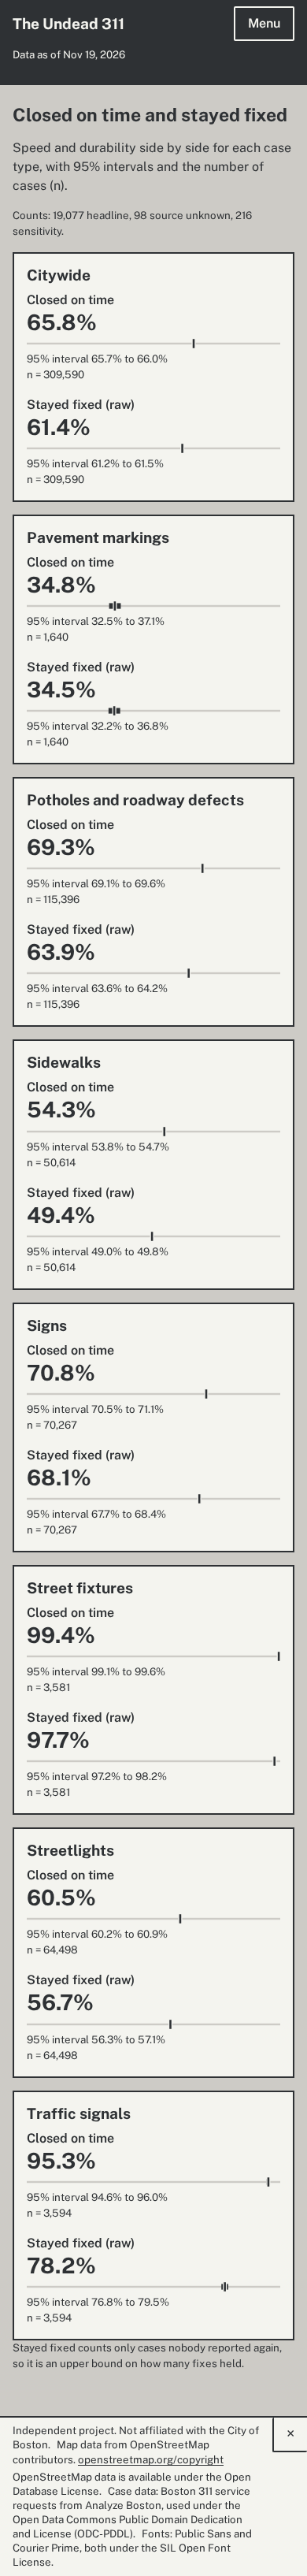 The Undead 311
Menu
Data as of Nov 19, 2026
Closed on time and stayed fixed
Speed and durability side by side for each case
type, with 95% intervals and the number of
cases (n).
Counts: 19,077 headline, 98 source unknown, 216
sensitivity.
Citywide
Closed on time
65.8%
95% interval 65.7% to 66.0%
n = 309,590
Stayed fixed (raw)
61.4%
95% interval 61.2% to 61.5%
n = 309,590
Pavement markings
Closed on time
34.8%
95% interval 32.5% to 37.1%
n = 1,640
Stayed fixed (raw)
34.5%
95% interval 32.2% to 36.8%
n = 1,640
Potholes and roadway defects
Closed on time
69.3%
95% interval 69.1% to 69.6%
n = 115,396
Stayed fixed (raw)
63.9%
95% interval 63.6% to 64.2%
n = 115,396
Sidewalks
Closed on time
54.3%
95% interval 53.8% to 54.7%
n = 50,614
Stayed fixed (raw)
49.4%
95% interval 49.0% to 49.8%
n = 50,614
Signs
Closed on time
70.8%
95% interval 70.5% to 71.1%
n = 70,267
Stayed fixed (raw)
68.1%
95% interval 67.7% to 68.4%
n = 70,267
Street fixtures
Closed on time
99.4%
95% interval 99.1% to 99.6%
n = 3,581
Stayed fixed (raw)
97.7%
95% interval 97.2% to 98.2%
n = 3,581
Streetlights
Closed on time
60.5%
95% interval 60.2% to 60.9%
n = 64,498
Stayed fixed (raw)
56.7%
95% interval 56.3% to 57.1%
n = 64,498
Traffic signals
Closed on time
95.3%
95% interval 94.6% to 96.0%
n = 3,594
Stayed fixed (raw)
78.2%
95% interval 76.8% to 79.5%
n = 3,594
Stayed fixed counts only cases nobody reported again,
so it is an upper bound on how many fixes held.
Independent project. Not affiliated with the City of
Boston. Map data from OpenStreetMap
contributors. openstreetmap.org/copyright
×
OpenStreetMap data is available under the Open
Database License. Case data: Boston 311 service
requests from Analyze Boston, used under the
Open Data Commons Public Domain Dedication
and License (ODC-PDDL). Fonts: Public Sans and
Courier Prime, both under the SIL Open Font
License.